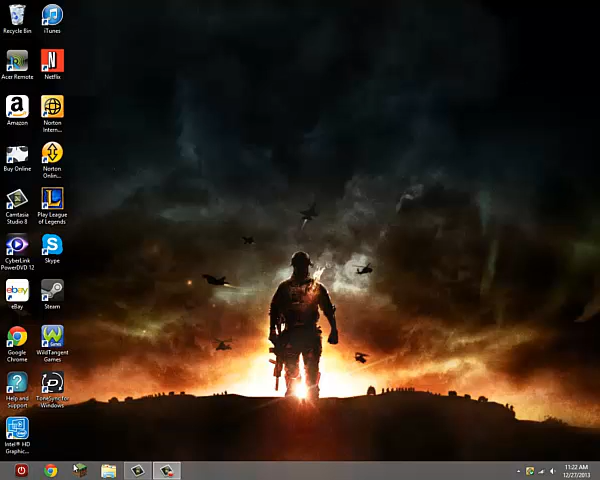 Recycle Bin
iTunes
Acer Remote
Netflix
Amazon
Norton
Intern...
Buy Online
Norton
Onlin...
Camtasia
Studio 8
Play League
of Legends
CyberLink
PowerDVD 12
Skype
ebay
eBay
Steam
Google
Chrome
WildTangent
Games
Help and
Support
TuneSync for
Windows
Intel® HD
Graphic...
11:22 AM
12/27/2013